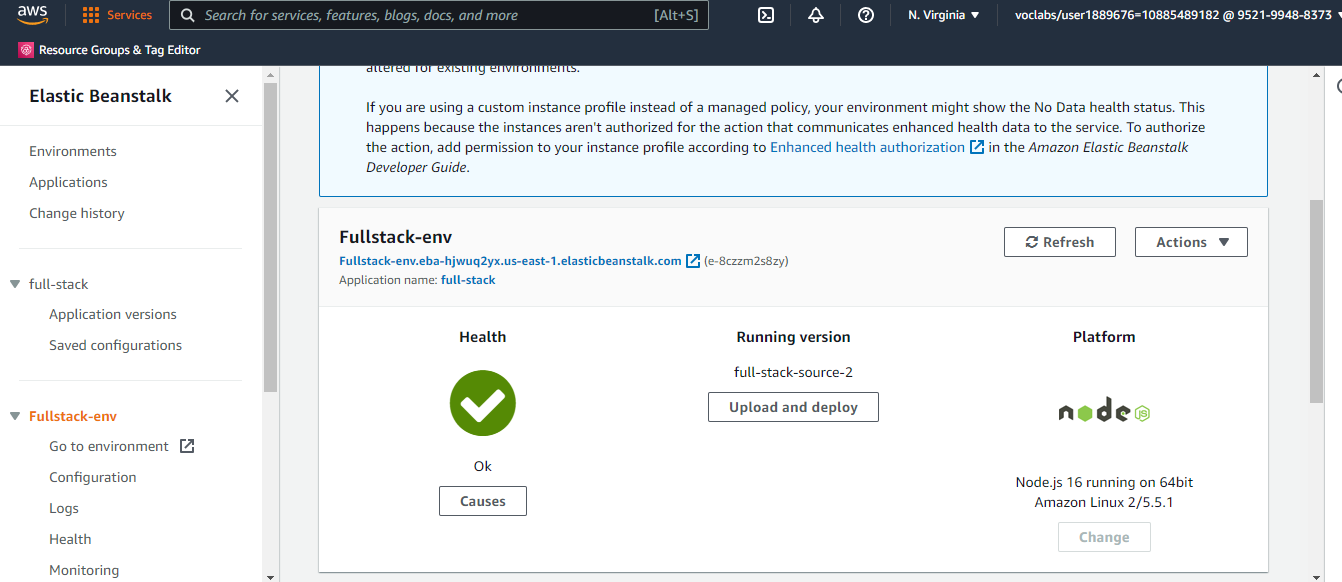 aws
Services
Search for services, features, blogs, docs, and more
[Alt+S]
N. Virginia
voclabs/user1889676=10885489182 @ 9521-9948-8373
Resource Groups & Tag Editor
Elastic Beanstalk
Environments
Applications
Change history
full-stack
Application versions
Saved configurations
Fullstack-env
Go to environment
Configuration
Logs
Health
Monitoring
altered for existing environments.
If you are using a custom instance profile instead of a managed policy, your environment might show the No Data health status. This
happens because the instances aren't authorized for the action that communicates enhanced health data to the service. To authorize
the action, add permission to your instance profile according to Enhanced health authorization in the Amazon Elastic Beanstalk
Developer Guide.
Fullstack-env
Fullstack-env.eba-hjwuq2yx.us-east-1.elasticbeanstalk.com (e-8czzm2s8zy)
Application name: full-stack
Refresh
Actions
Health
Ok
Causes
Running version
full-stack-source-2
Upload and deploy
Platform
node JS
Node.js 16 running on 64bit
Amazon Linux 2/5.5.1
Change